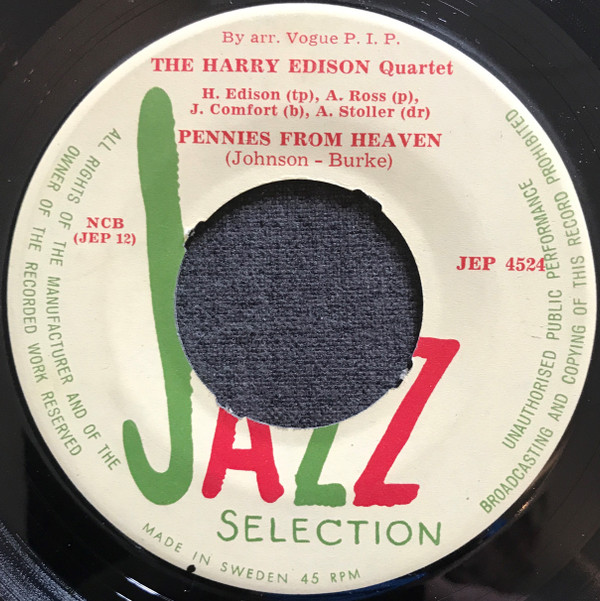 By arr. Vogue P. I. P.
THE HARRY EDISON Quartet
H. Edison (tp), A. Ross (p),
J. Comfort (b), A. Stoller (dr)
PENNIES FROM HEAVEN
(Johnson - Burke)
NCB
(JEP 12)
JEP 4524
ALL RIGHTS OF THE MANUFACTURER AND OF THE
OWNER OF THE RECORDED WORK RESERVED
UNAUTHORISED PUBLIC PERFORMANCE
BROADCASTING AND COPYING OF THIS RECORD PROHIBITED
JAZZ
SELECTION
MADE IN SWEDEN 45 RPM